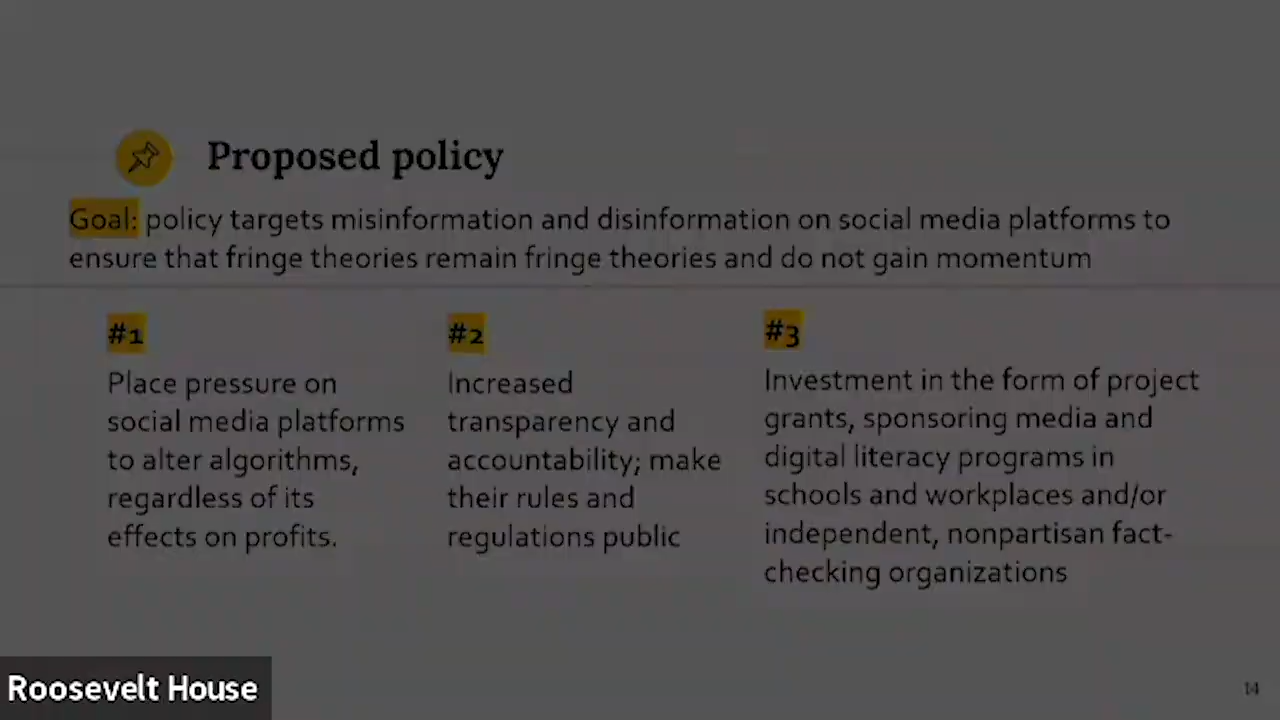 Proposed policy
Goal: policy targets misinformation and disinformation on social media platforms to
ensure that fringe theories remain fringe theories and do not gain momentum
#1
Place pressure on
social media platforms
to alter algorithms,
regardless of its
effects on profits.
#2
Increased
transparency and
accountability; make
their rules and
regulations public
#3
Investment in the form of project
grants, sponsoring media and
digital literacy programs in
schools and workplaces and/or
independent, nonpartisan fact-
checking organizations
Roosevelt House
14